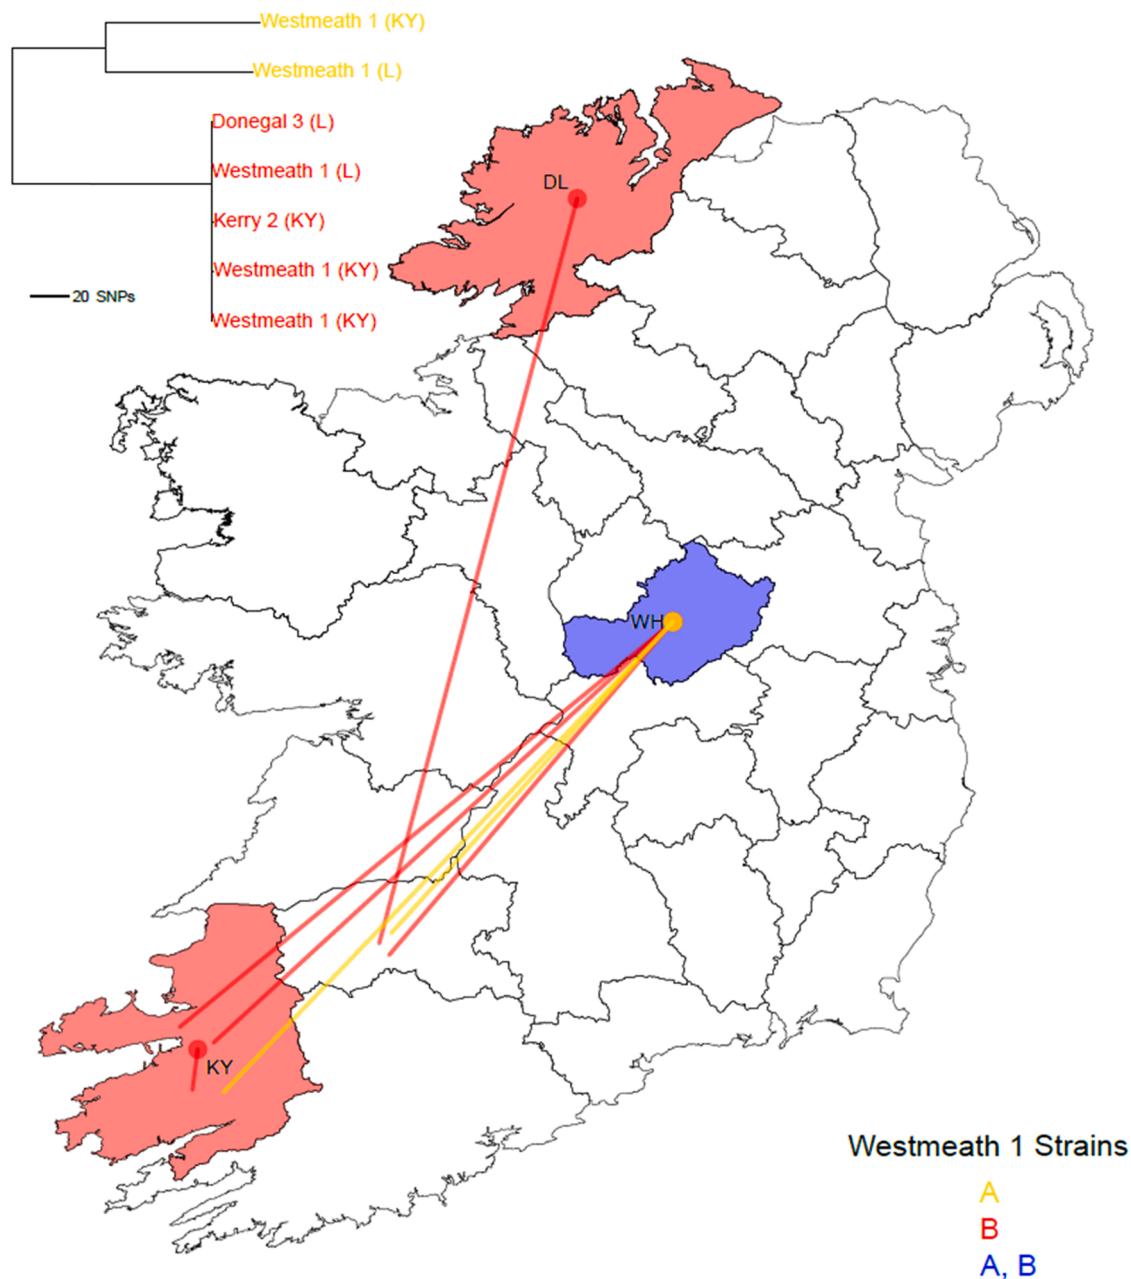 Westmeath 1 (KY)
Westmeath 1 (L)
Donegal 3 (L)
Westmeath 1 (L)
Kerry 2 (KY)
Westmeath 1 (KY)
Westmeath 1 (KY)
20 SNPs
DL
WH
KY
Westmeath 1 Strains
A
B
A, B